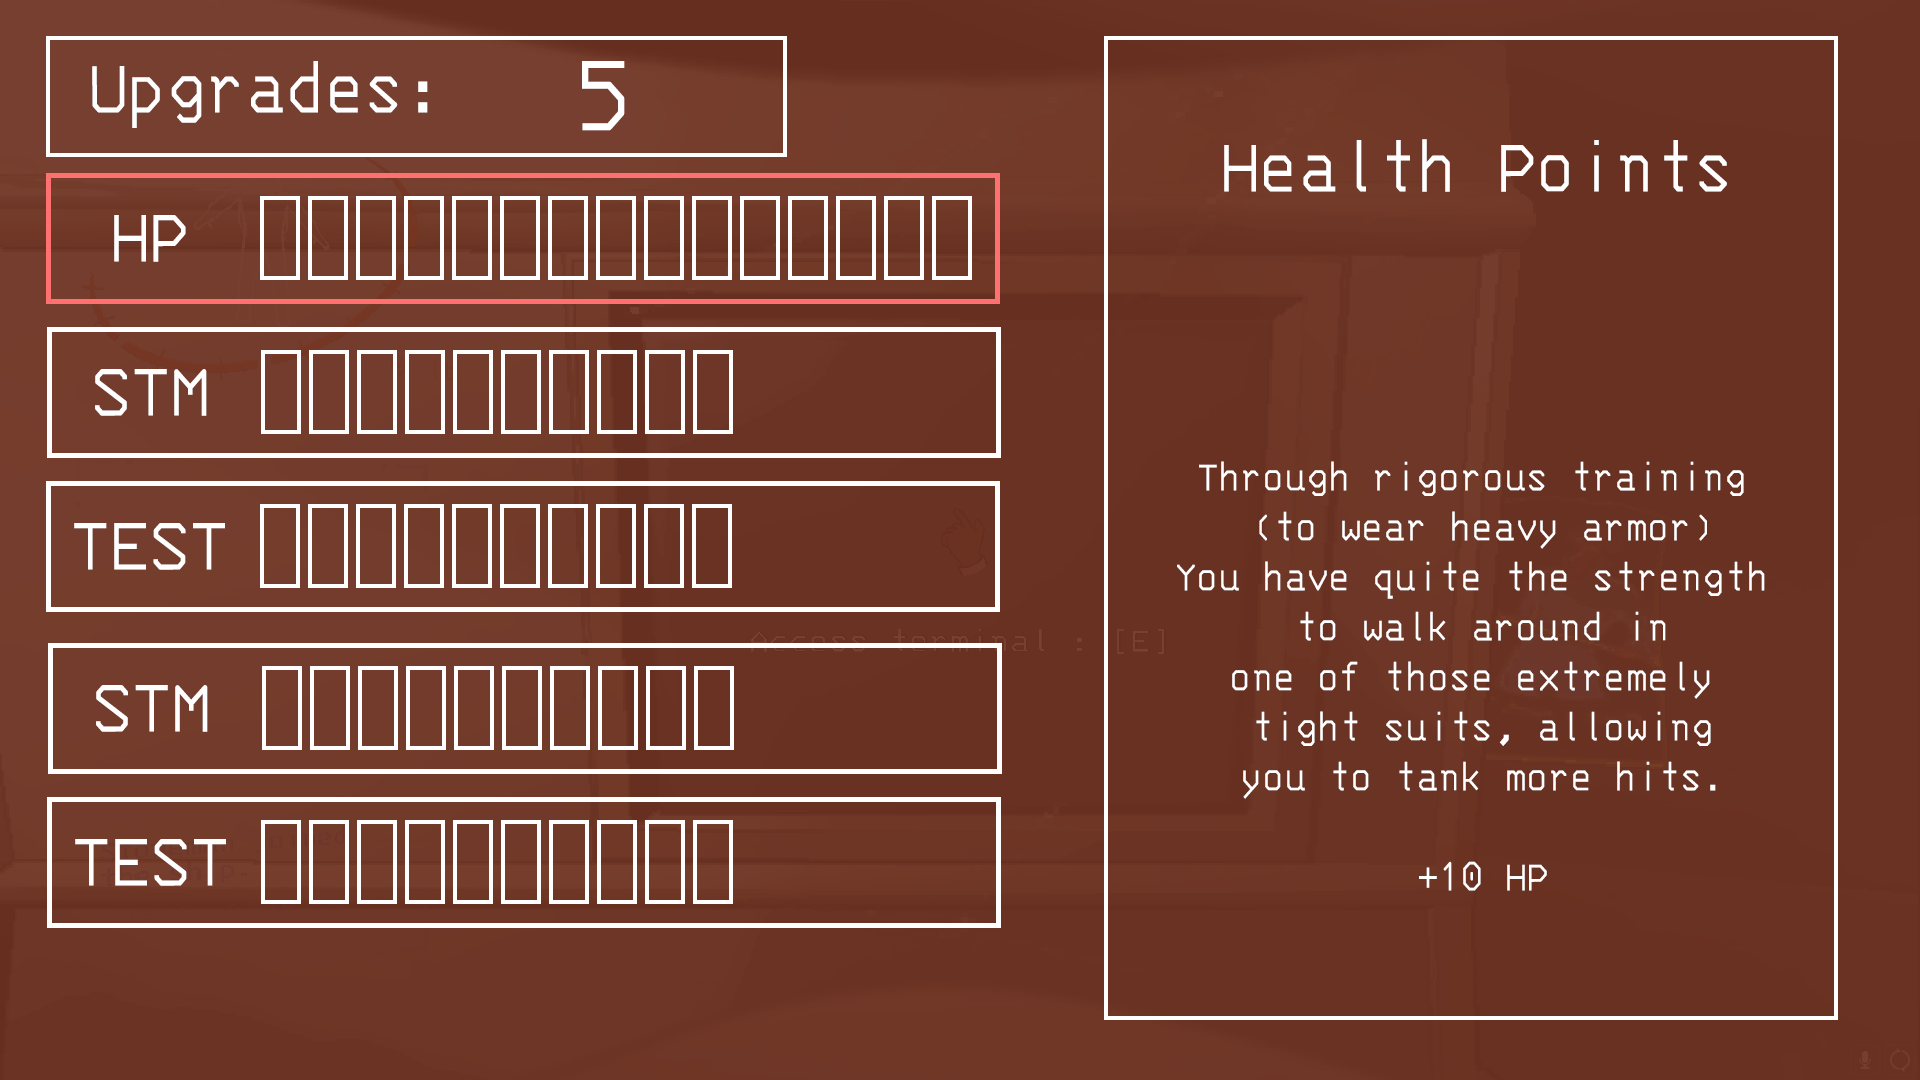 Upgrades: 5
HP
STM
TEST
STM
TEST
Health Points
Through rigorous training
(to wear heavy armor)
You have quite the strength
to walk around in
one of those extremely
tight suits, allowing
you to tank more hits.
+10 HP
Access terminal : [E]